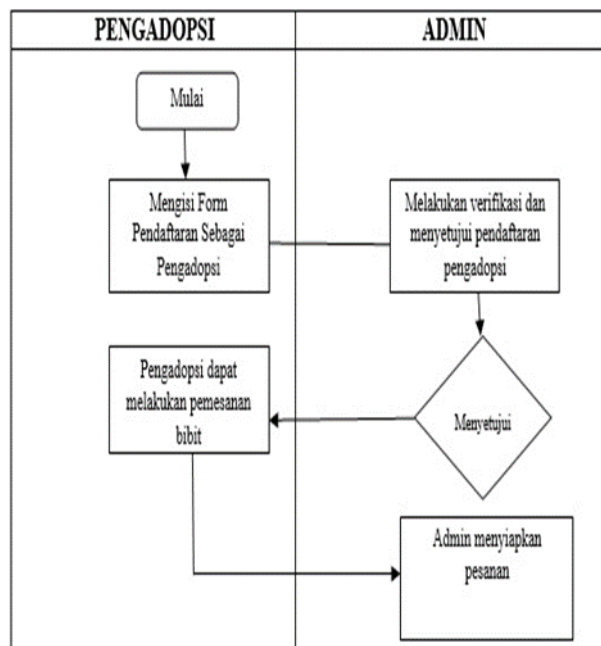 PENGADOPSI
ADMIN
Mulai
Mengisi Form
Pendaftaran Sebagai
Pengadopsi
Melakukan verifikasi dan
menyetujui pendaftaran
pengadopsi
Pengadopsi dapat
melakukan pemesanan
bibit
Menyetujui
Admin menyiapkan
pesanan